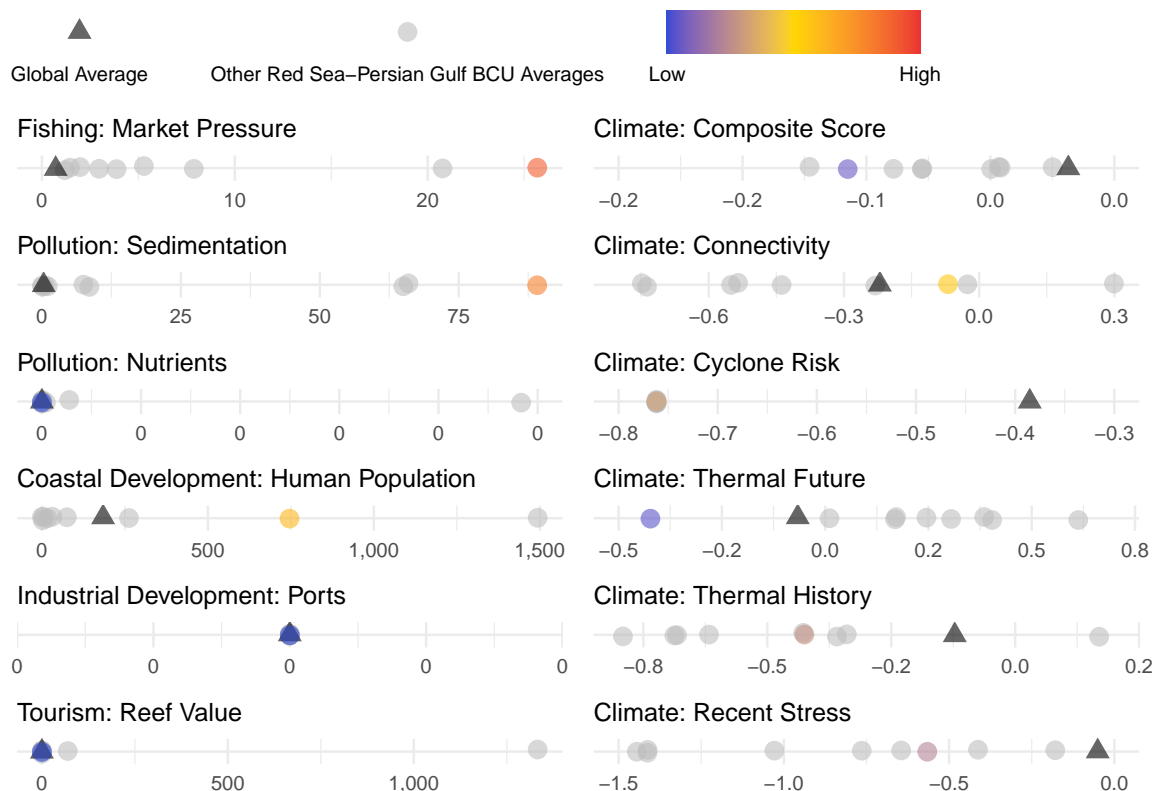 Global Average
Other Red Sea−Persian Gulf BCU Averages
Low
High
Fishing: Market Pressure
0 10 20
Pollution: Sedimentation
0 25 50 75
Pollution: Nutrients
0 0 0 0 0 0
Coastal Development: Human Population
0 500 1,000 1,500
Industrial Development: Ports
0 0 0 0 0
Tourism: Reef Value
0 500 1,000
Climate: Composite Score
−0.2 −0.2 −0.1 0.0 0.0
Climate: Connectivity
−0.6 −0.3 0.0 0.3
Climate: Cyclone Risk
−0.8 −0.7 −0.6 −0.5 −0.4 −0.3
Climate: Thermal Future
−0.5 −0.2 0.0 0.2 0.5 0.8
Climate: Thermal History
−0.8 −0.5 −0.2 0.0 0.2
Climate: Recent Stress
−1.5 −1.0 −0.5 0.0